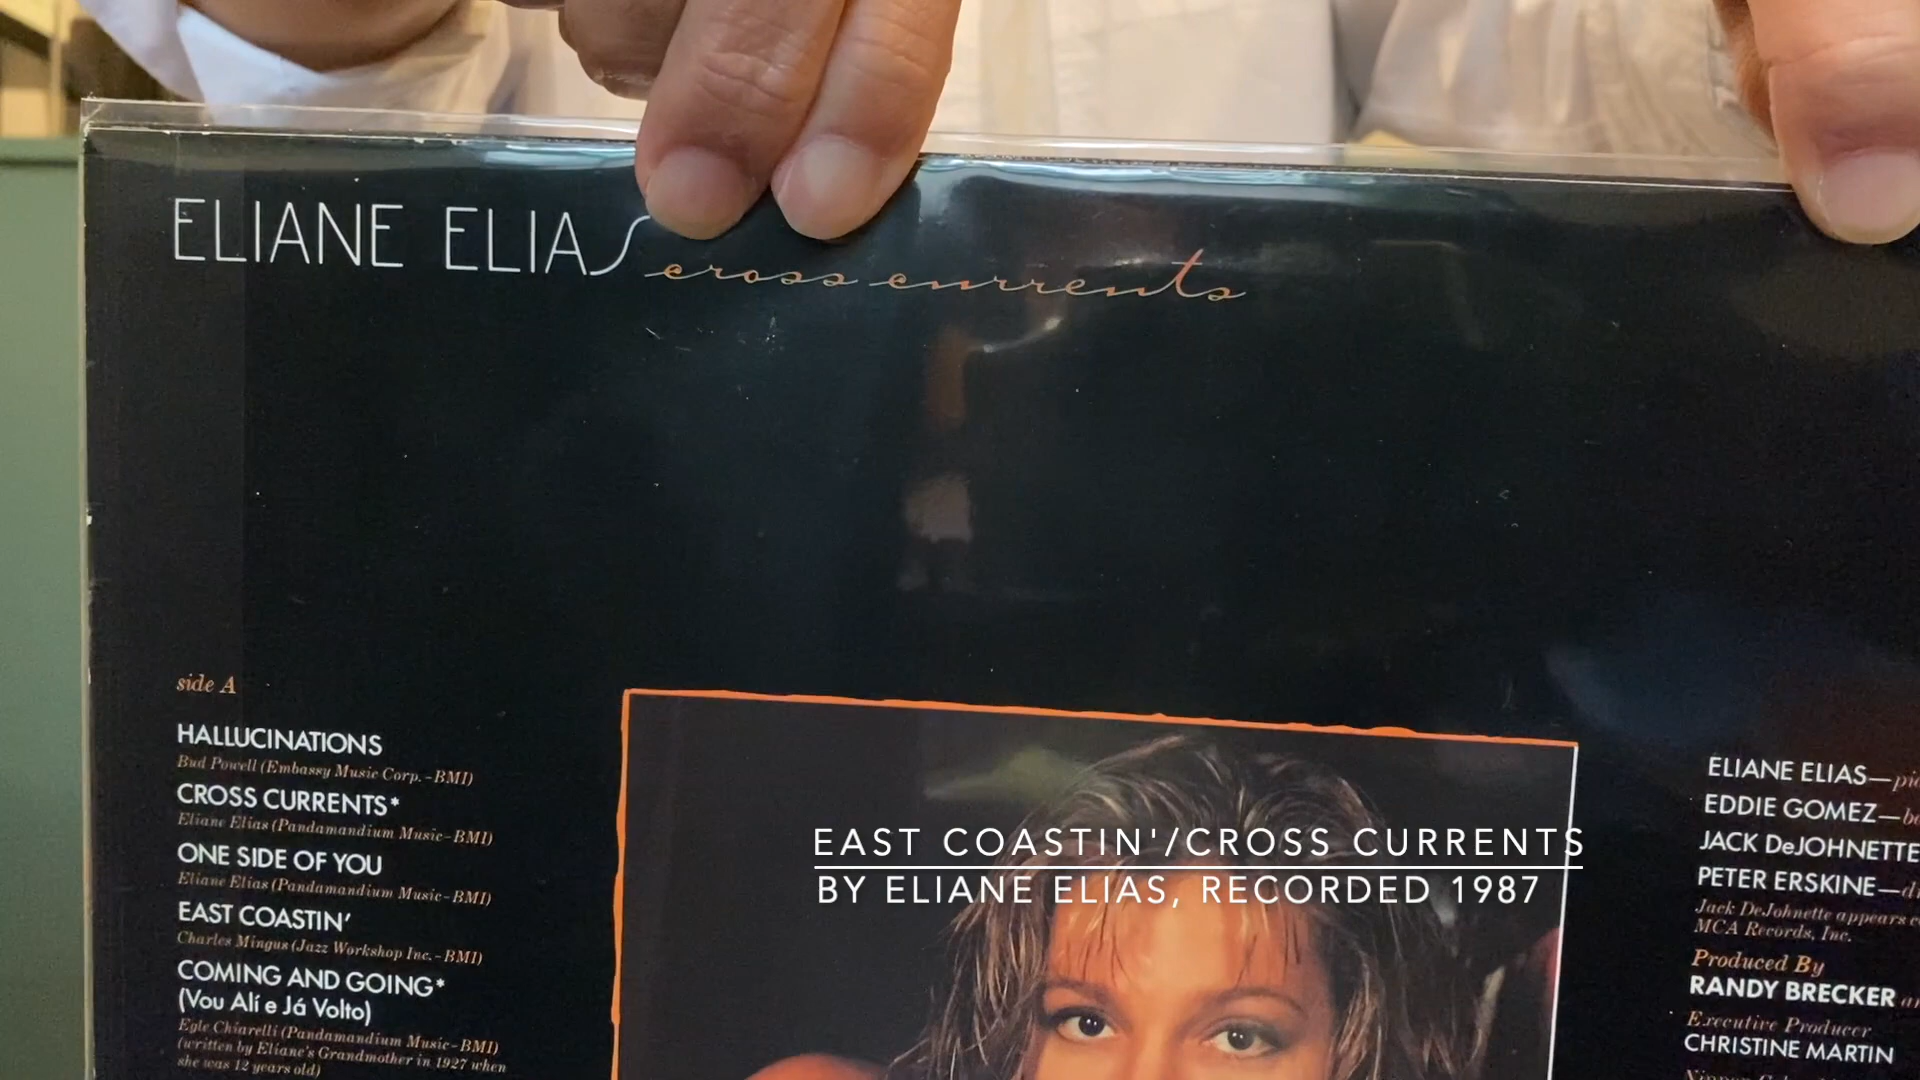 ELIANE ELIAS cross currents
side A
HALLUCINATIONS
Bud Powell (Embassy Music Corp.-BMI)
CROSS CURRENTS*
Eliane Elias (Pandamandium Music-BMI)
ONE SIDE OF YOU
Eliane Elias (Pandamandium Music-BMI)
EAST COASTIN'
Charles Mingus (Jazz Workshop Inc.-BMI)
COMING AND GOING*
(Vou Alí e Já Volto)
Egle Chiarelli (Pandamandium Music-BMI)
(written by Eliane's Grandmother in 1927 when
she was 12 years old)
EAST COASTIN'/CROSS CURRENTS
BY ELIANE ELIAS, RECORDED 1987
ELIANE ELIAS—
EDDIE GOMEZ—
JACK DeJOHNETTE
PETER ERSKINE—
Jack DeJohnette appears
MCA Records, Inc.
Produced By
RANDY BRECKER
Executive Producer
CHRISTINE MARTIN